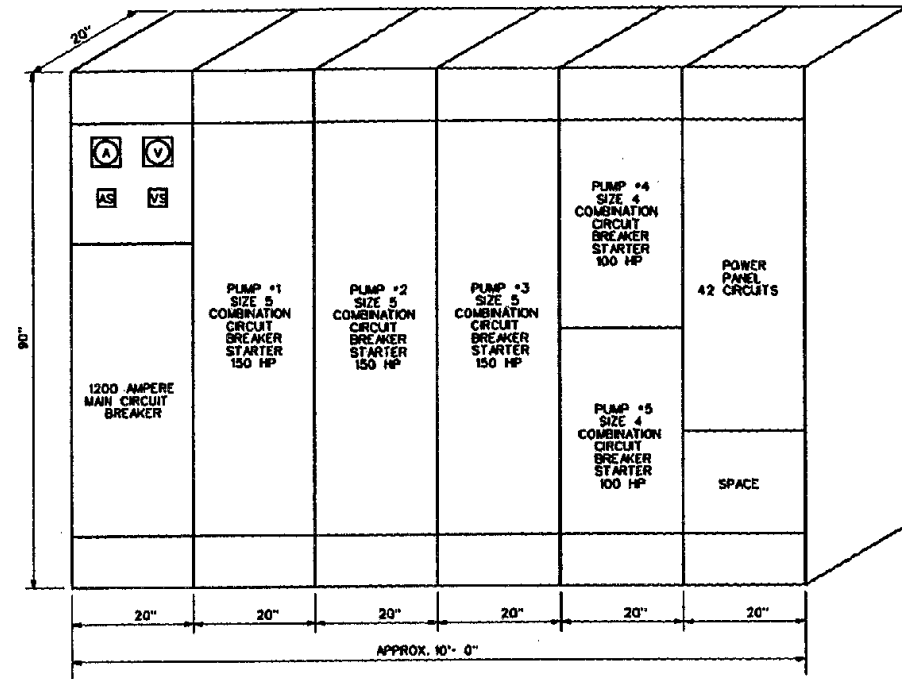 20"
90"
A V
AS VS
1200 AMPERE
MAIN CIRCUIT
BREAKER
PUMP #1
SIZE 5
COMBINATION
CIRCUIT
BREAKER
STARTER
150 HP
PUMP #2
SIZE 5
COMBINATION
CIRCUIT
BREAKER
STARTER
150 HP
PUMP #3
SIZE 5
COMBINATION
CIRCUIT
BREAKER
STARTER
150 HP
PUMP #4
SIZE 4
COMBINATION
CIRCUIT
BREAKER
STARTER
100 HP
PUMP #5
SIZE 4
COMBINATION
CIRCUIT
BREAKER
STARTER
100 HP
POWER
PANEL
42 CIRCUITS
SPACE
20" 20" 20" 20" 20" 20"
APPROX. 10'- 0"